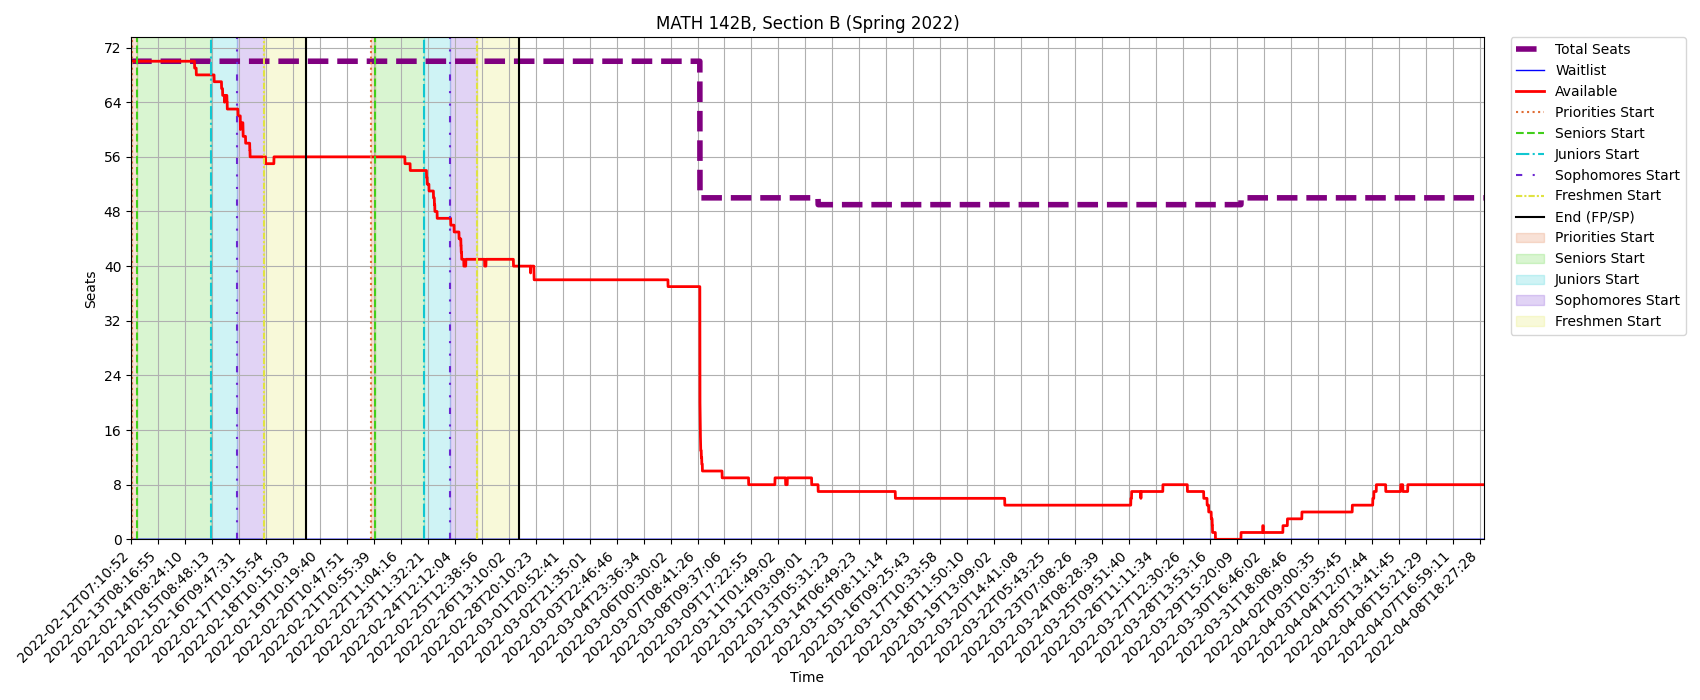 MATH 142B, Section B (Spring 2022)
Seats
72
64
56
48
40
32
24
16
8
0
2022-02-12T07:10:52
2022-02-13T08:16:55
2022-02-14T08:24:10
2022-02-15T08:48:13
2022-02-16T09:47:31
2022-02-17T10:15:54
2022-02-18T10:15:03
2022-02-19T10:19:40
2022-02-20T10:47:51
2022-02-21T10:55:39
2022-02-22T11:04:16
2022-02-23T11:32:21
2022-02-24T12:12:04
2022-02-25T12:38:56
2022-02-26T13:10:02
2022-02-28T20:10:23
2022-03-01T20:52:41
2022-03-02T21:35:01
2022-03-03T22:46:46
2022-03-04T23:36:34
2022-03-06T00:30:02
2022-03-07T08:41:26
2022-03-08T09:37:06
2022-03-09T17:22:55
2022-03-11T01:49:02
2022-03-12T03:09:01
2022-03-13T05:31:23
2022-03-14T06:49:23
2022-03-15T08:11:14
2022-03-16T09:25:43
2022-03-17T10:33:58
2022-03-18T11:50:10
2022-03-19T13:09:02
2022-03-20T14:41:08
2022-03-22T05:43:25
2022-03-23T07:08:26
2022-03-24T08:28:39
2022-03-25T09:51:40
2022-03-26T11:11:34
2022-03-27T12:30:26
2022-03-28T13:53:16
2022-03-29T15:20:09
2022-03-30T16:46:02
2022-03-31T18:08:46
2022-04-02T09:00:35
2022-04-03T10:35:45
2022-04-04T12:07:44
2022-04-05T13:41:45
2022-04-06T15:21:29
2022-04-07T16:59:11
2022-04-08T18:27:28
Time
Total Seats
Waitlist
Available
Priorities Start
Seniors Start
Juniors Start
Sophomores Start
Freshmen Start
End (FP/SP)
Priorities Start
Seniors Start
Juniors Start
Sophomores Start
Freshmen Start